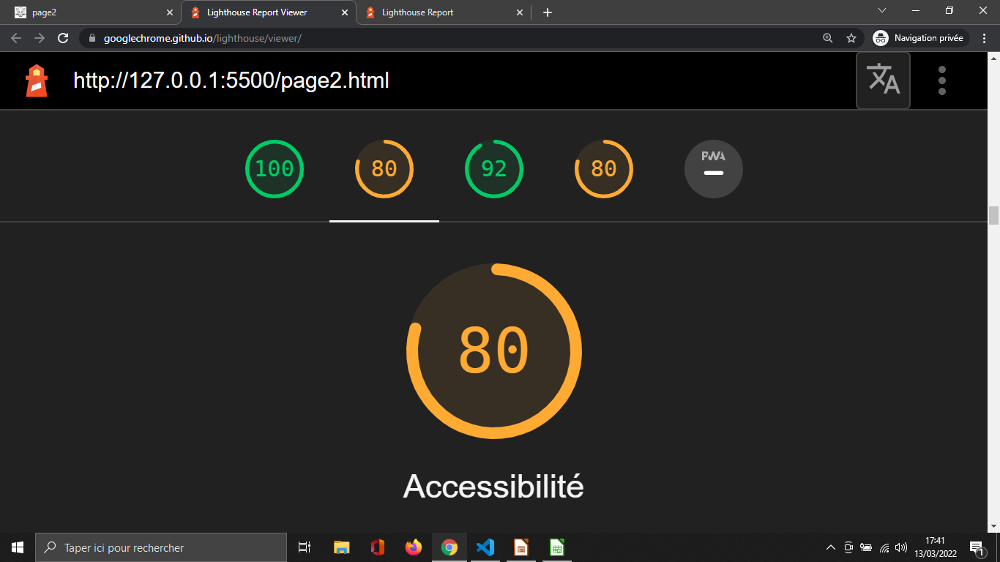 page2
Lighthouse Report Viewer
Lighthouse Report
googlechrome.github.io/lighthouse/viewer/
Navigation privée
http://127.0.0.1:5500/page2.html
100
80
92
80
PWA
80
Accessibilité
Taper ici pour rechercher
17:41
13/03/2022
1